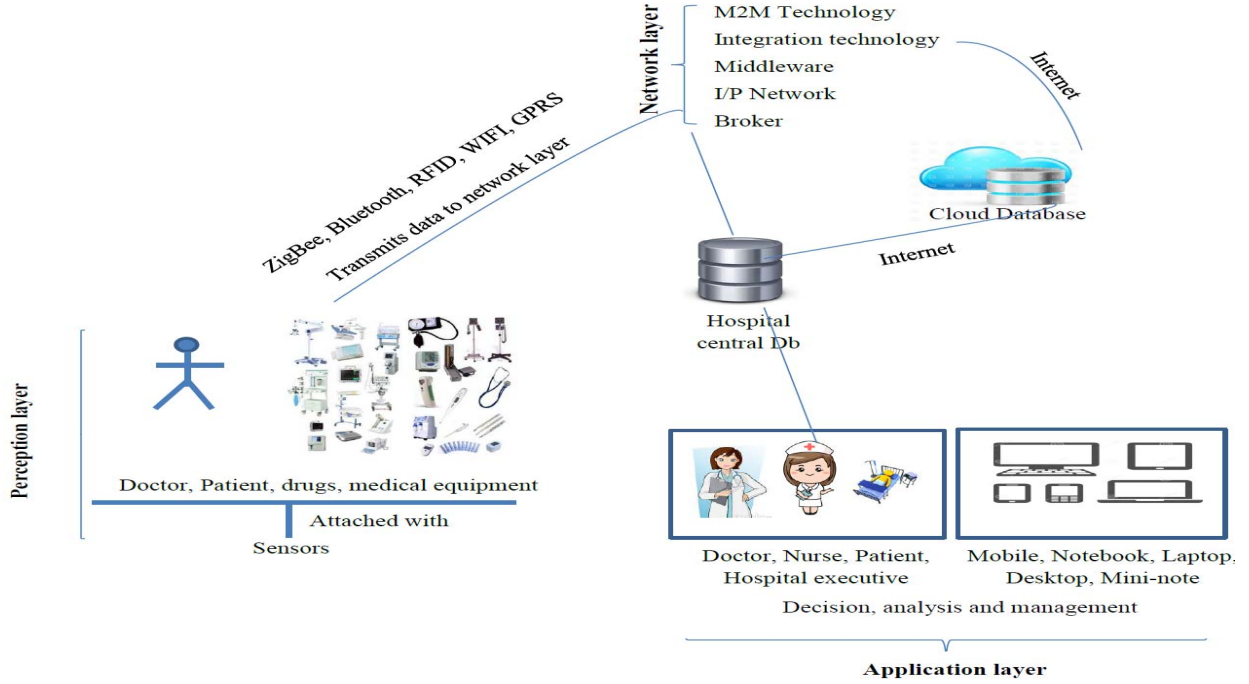 Network layer
M2M Technology
Integration technology
Middleware
I/P Network
Broker
Internet
ZigBee, Bluetooth, RFID, WIFI, GPRS
Transmits data to network layer
Cloud Database
Internet
Hospital
central Db
Perception layer
Doctor, Patient, drugs, medical equipment
Attached with
Sensors
Doctor, Nurse, Patient,
Hospital executive
Mobile, Notebook, Laptop,
Desktop, Mini-note
Decision, analysis and management
Application layer